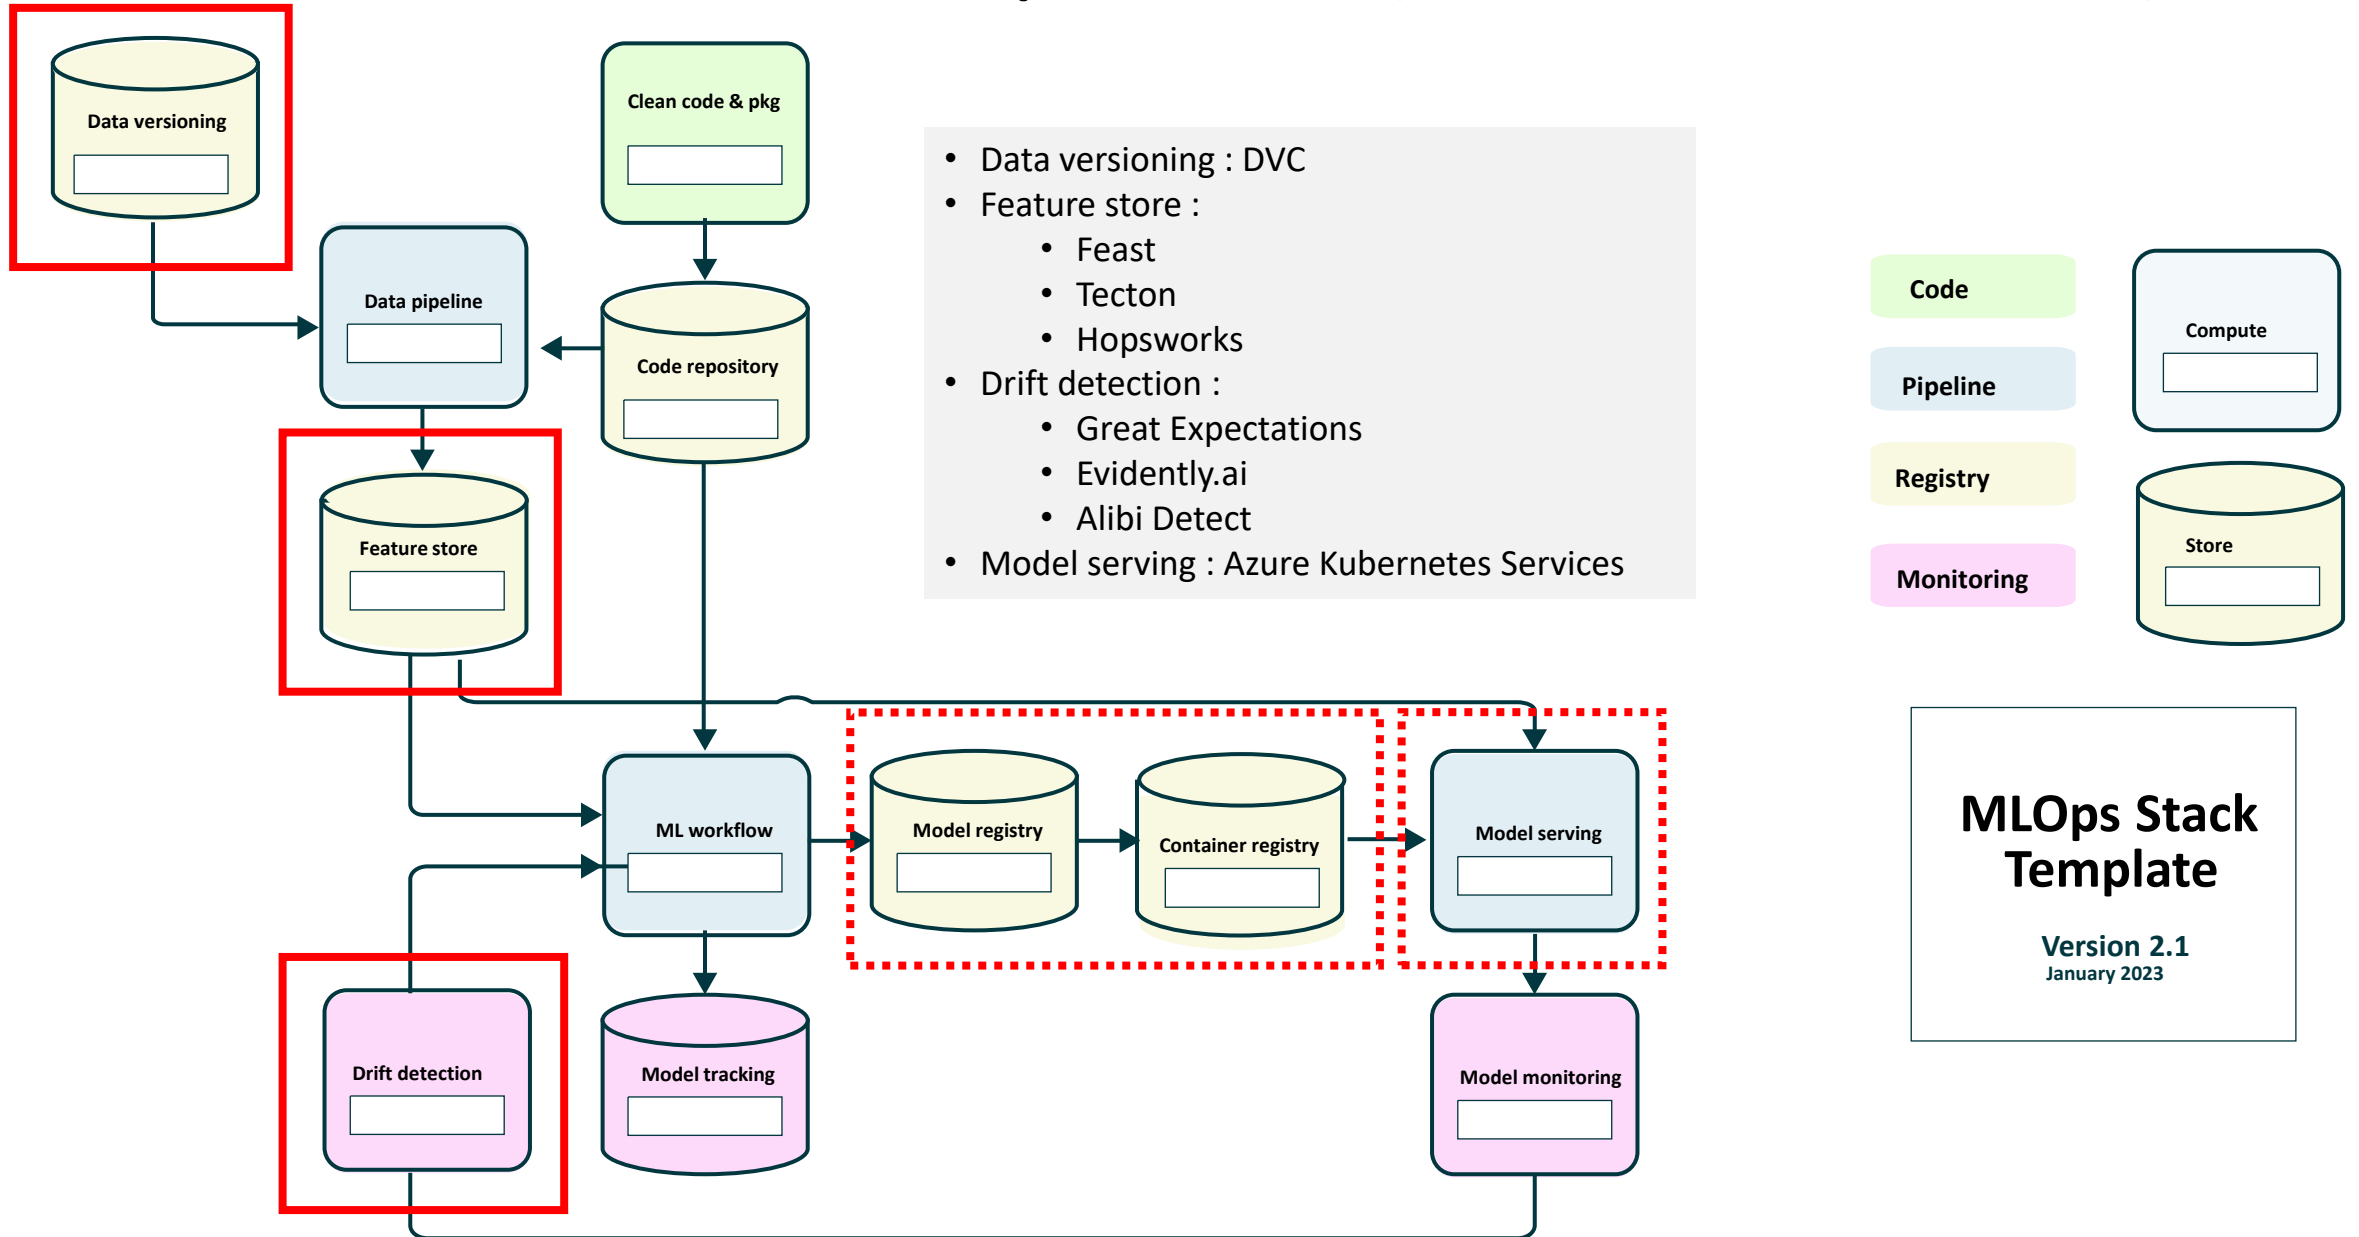 Data versioning
Clean code & pkg
• Data versioning : DVC
• Feature store :
• Feast
• Tecton
• Hopsworks
• Drift detection :
• Great Expectations
• Evidently.ai
• Alibi Detect
• Model serving : Azure Kubernetes Services
Data pipeline
Code repository
Feature store
Code
Pipeline
Registry
Monitoring
Compute
Store
ML workflow
Model registry
Container registry
Model serving
Drift detection
Model tracking
Model monitoring
MLOps Stack
Template
Version 2.1
January 2023